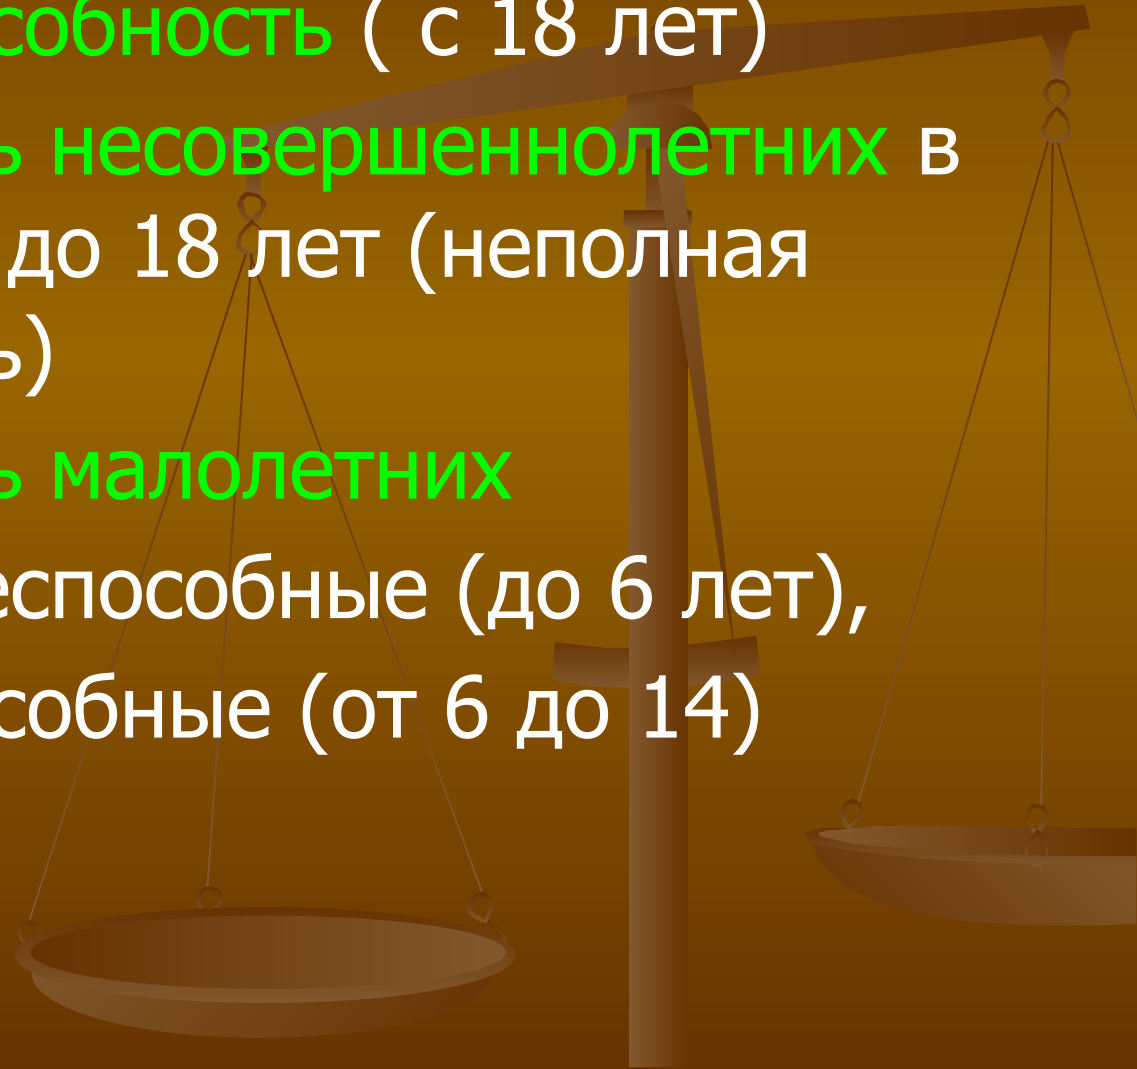 собность ( с 18 лет)
ь несовершеннолетних в
до 18 лет (неполная
ь)
ь малолетних
еспособные (до 6 лет),
собные (от 6 до 14)